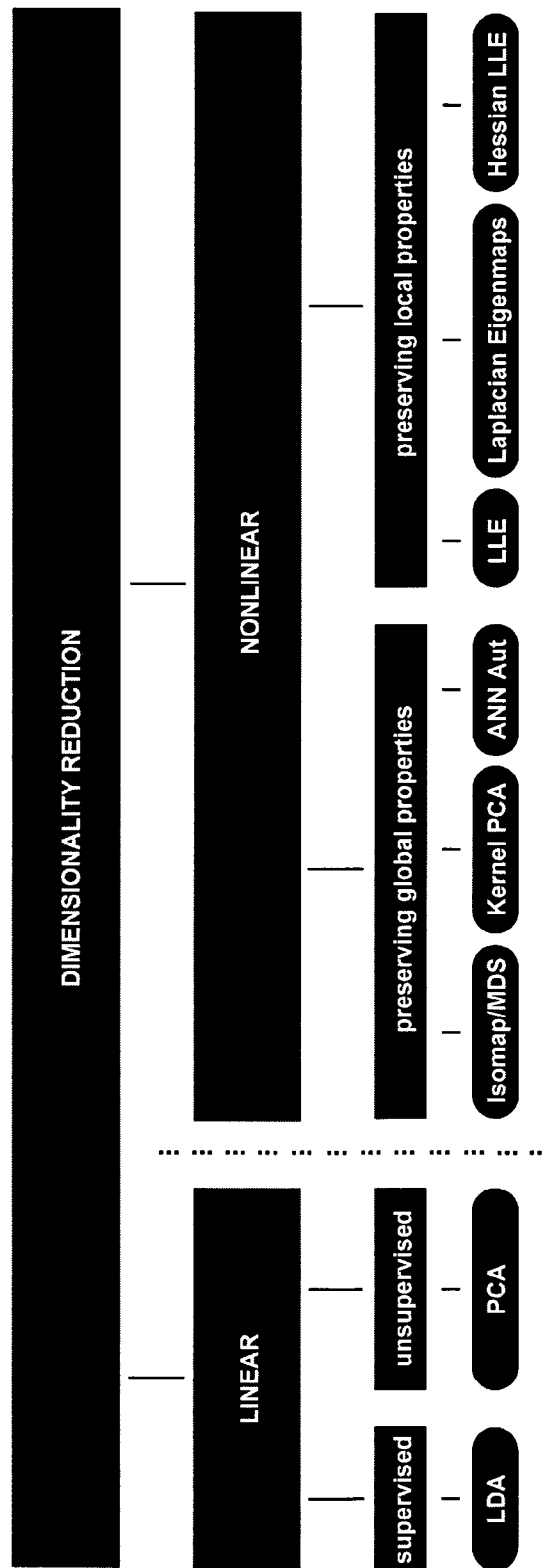 DIMENSIONALITY REDUCTION
LINEAR
NONLINEAR
supervised
unsupervised
preserving global properties
preserving local properties
LDA
PCA
Isomap/MDS
Kernel PCA
ANN Aut
LLE
Laplacian Eigenmaps
Hessian LLE